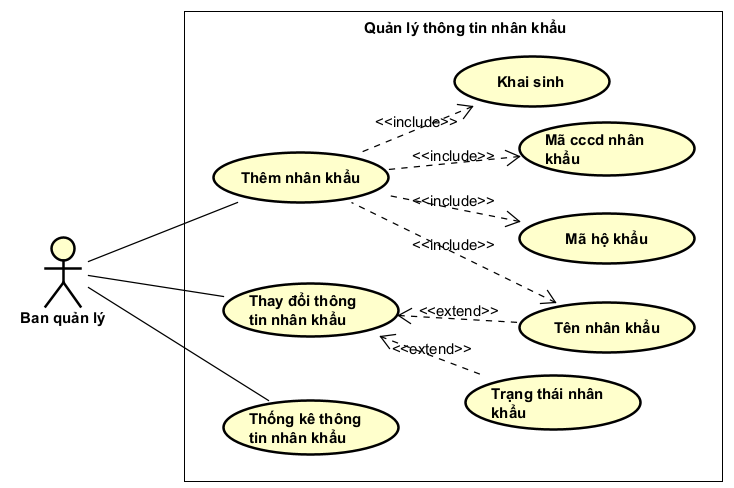 Quản lý thông tin nhân khẩu
Khai sinh
<<include>>
Mã cccd nhân
khẩu
<<include>>
Thêm nhân khẩu
<<include>>
Mã hộ khẩu
<<include>>
Ban quản lý
Thay đổi thông
tin nhân khẩu
<<extend>>
Tên nhân khẩu
<<extend>>
Trạng thái nhân
khẩu
Thống kê thông
tin nhân khẩu